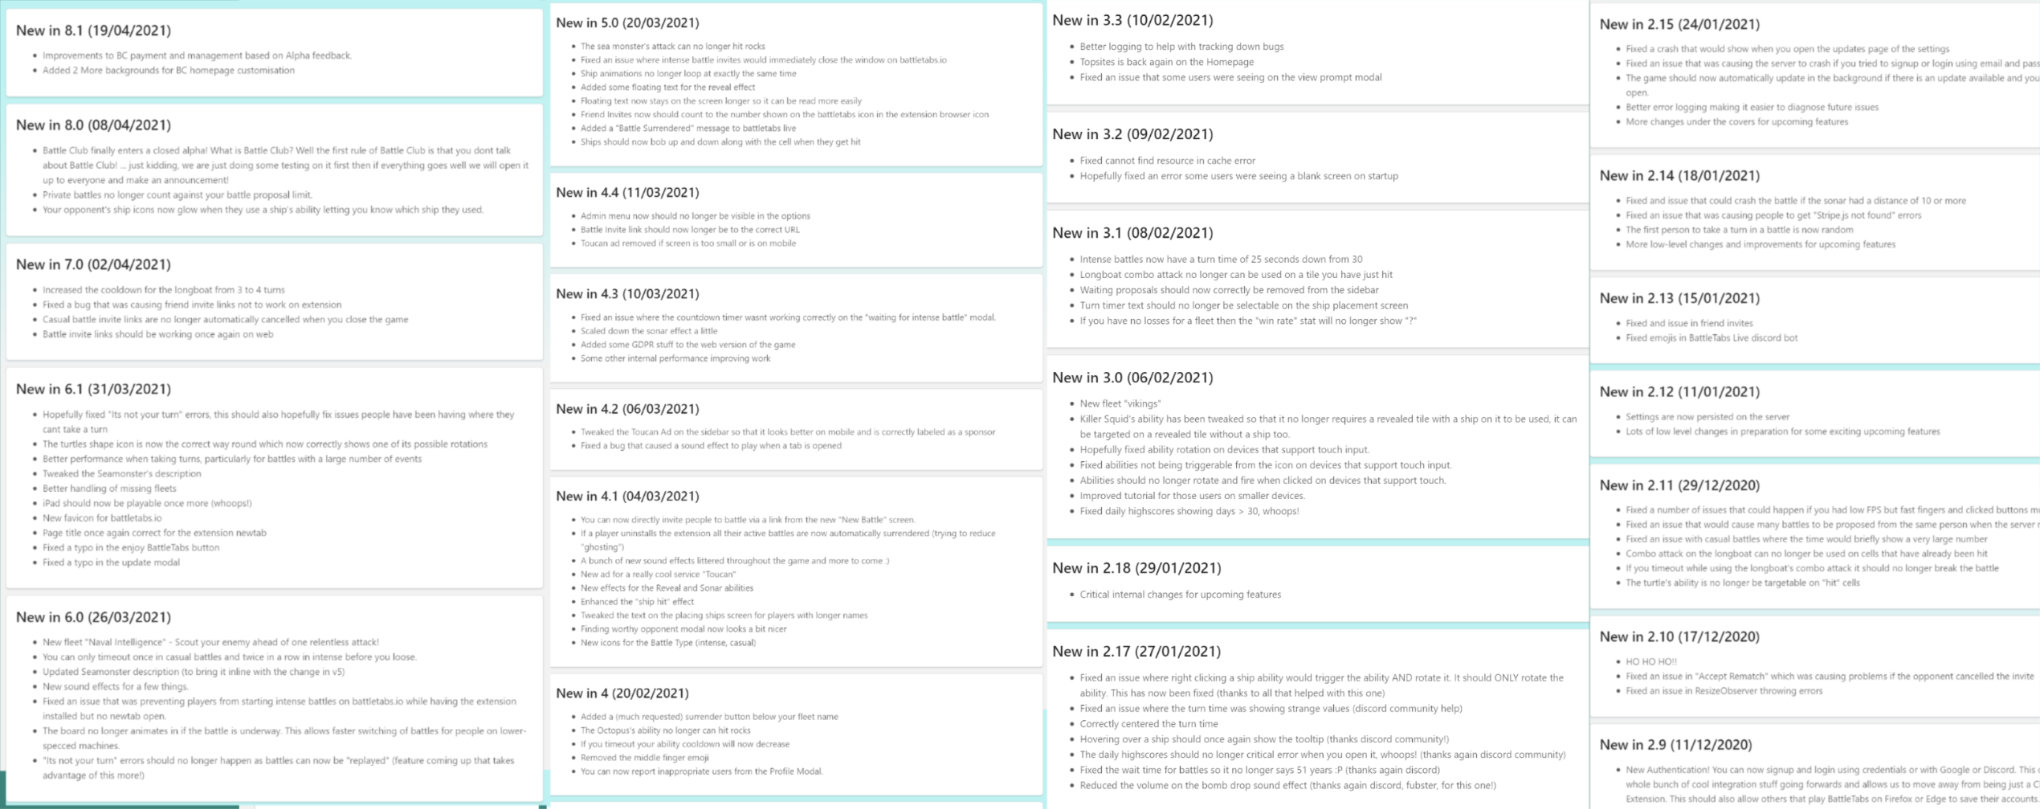 New in 8.1 (19/04/2021)
Improvements to BC payment and management based on Alpha feedback.
Added 2 More backgrounds for BC homepage customisation
New in 8.0 (08/04/2021)
Battle Club finally enters a closed alpha! What is Battle Club? Well the first rule of Battle Club is that you dont talk
about Battle Club! ... just kidding, we are just doing some testing on it first then if everything goes well we will open it
up to everyone and make an announcement!
Private battles no longer count against your battle proposal limit.
Your opponent's ship icons now glow when they use a ship's ability letting you know which ship they used.
New in 7.0 (02/04/2021)
Increased the cooldown for the longboat from 3 to 4 turns
Fixed a bug that was causing friend invite links not to work on extension
Casual battle invite links are no longer automatically cancelled when you close the game
Battle invite links should be working once again on web
New in 6.1 (31/03/2021)
Hopefully fixed "Its not your turn" errors, this should also hopefully fix issues people have been having where they
cant take a turn
The turtles shape icon is now the correct way round which now correctly shows one of its possible rotations
Better performance when taking turns, particularly for battles with a large number of events
Tweaked the Seamonster's description
Better handling of missing fleets
iPad should now be playable once more (whoops!)
New favicon for battletabs.io
Page title once again correct for the extension newtab
Fixed a typo in the enjoy BattleTabs button
Fixed a typo in the update modal
New in 6.0 (26/03/2021)
New fleet "Naval Intelligence" - Scout your enemy ahead of one relentless attack!
You can only timeout once in casual battles and twice in a row in intense before you loose.
Updated Seamonster description (to bring it inline with the change in v5)
New sound effects for a few things.
Fixed an issue that was preventing players from starting intense battles on battletabs.io while having the extension
installed but no newtab open.
The board no longer animates in if the battle is underway. This allows faster switching of battles for people on lower-
specced machines.
"Its not your turn" errors should no longer happen as battles can now be "replayed" (feature coming up that takes
advantage of this more!)
New in 5.0 (20/03/2021)
The sea monster's attack can no longer hit rocks
Fixed an issue where intense battle invites would immediately close the window on battletabs.io
Ship animations no longer loop at exactly the same time
Added some floating text for the reveal effect
Floating text now stays on the screen longer so it can be read more easily
Friend Invites now should count to the number shown on the battletabs icon in the extension browser icon
Added a "Battle Surrendered" message to battletabs live
Ships should now bob up and down along with the cell when they get hit
New in 4.4 (11/03/2021)
Admin menu now should no longer be visible in the options
Battle Invite link should now longer be to the correct URL
Toucan ad removed if screen is too small or is on mobile
New in 4.3 (10/03/2021)
Fixed an issue where the countdown timer wasnt working correctly on the "waiting for intense battle" modal.
Scaled down the sonar effect a little
Added some GDPR stuff to the web version of the game
Some other internal performance improving work
New in 4.2 (06/03/2021)
Tweaked the Toucan Ad on the sidebar so that it looks better on mobile and is correctly labeled as a sponsor
Fixed a bug that caused a sound effect to play when a tab is opened
New in 4.1 (04/03/2021)
You can now directly invite people to battle via a link from the new "New Battle" screen.
If a player uninstalls the extension all their active battles are now automatically surrendered (trying to reduce
"ghosting")
A bunch of new sound effects littered throughout the game and more to come :)
New ad for a really cool service "Toucan"
New effects for the Reveal and Sonar abilities
Enhanced the "ship hit" effect
Tweaked the text on the placing ships screen for players with longer names
Finding worthy opponent modal now looks a bit nicer
New icons for the Battle Type (intense, casual)
New in 4 (20/02/2021)
Added a (much requested) surrender button below your fleet name
The Octopus's ability no longer can hit rocks
If you timeout your ability cooldown will now decrease
Removed the middle finger emoji
You can now report inappropriate users from the Profile Modal.
New in 3.3 (10/02/2021)
Better logging to help with tracking down bugs
Topsites is back again on the Homepage
Fixed an issue that some users were seeing on the view prompt modal
New in 3.2 (09/02/2021)
Fixed cannot find resource in cache error
Hopefully fixed an error some users were seeing a blank screen on startup
New in 3.1 (08/02/2021)
Intense battles now have a turn time of 25 seconds down from 30
Longboat combo attack no longer can be used on a tile you have just hit
Waiting proposals should now correctly be removed from the sidebar
Turn timer text should no longer be selectable on the ship placement screen
If you have no losses for a fleet then the "win rate" stat will no longer show "?"
New in 3.0 (06/02/2021)
New fleet "vikings"
Killer Squid's ability has been tweaked so that it no longer requires a revealed tile with a ship on it to be used, it can
be targeted on a revealed tile without a ship too.
Hopefully fixed ability rotation on devices that support touch input.
Fixed abilities not being triggerable from the icon on devices that support touch input.
Abilities should no longer rotate and fire when clicked on devices that support touch.
Improved tutorial for those users on smaller devices.
Fixed daily highscores showing days > 30, whoops!
New in 2.18 (29/01/2021)
Critical internal changes for upcoming features
New in 2.17 (27/01/2021)
Fixed an issue where right clicking a ship ability would trigger the ability AND rotate it. It should ONLY rotate the
ability. This has now been fixed (thanks to all that helped with this one)
Fixed an issue where the turn time was showing strange values (discord community help)
Correctly centered the turn time
Hovering over a ship should once again show the tooltip (thanks discord community!)
The daily highscores should no longer critical error when you open it, whoops! (thanks again discord community)
Fixed the wait time for battles so it no longer says 51 years :P (thanks again discord)
Reduced the volume on the bomb drop sound effect (thanks again discord, fubster, for this one!)
New in 2.15 (24/01/2021)
Fixed a crash that would show when you open the updates page of the settings
Fixed an issue that was causing the server to crash if you tried to signup or login using email and pass
The game should now automatically update in the background if there is an update available and you
open.
Better error logging making it easier to diagnose future issues
More changes under the covers for upcoming features
New in 2.14 (18/01/2021)
Fixed and issue that could crash the battle if the sonar had a distance of 10 or more
Fixed an issue that was causing people to get "Stripe.js not found" errors
The first person to take a turn in a battle is now random
More low-level changes and improvements for upcoming features
New in 2.13 (15/01/2021)
Fixed and issue in friend invites
Fixed emojis in BattleTabs Live discord bot
New in 2.12 (11/01/2021)
Settings are now persisted on the server
Lots of low level changes in preparation for some exciting upcoming features
New in 2.11 (29/12/2020)
Fixed a number of issues that could happen if you had low FPS but fast fingers and clicked buttons m
Fixed an issue that would cause many battles to be proposed from the same person when the server r
Fixed an issue with casual battles where the time would briefly show a very large number
Combo attack on the longboat can no longer be used on cells that have already been hit
If you timeout while using the longboat's combo attack it should no longer break the battle
The turtle's ability is no longer be targetable on "hit" cells
New in 2.10 (17/12/2020)
HO HO HO!!
Fixed an issue in "Accept Rematch" which was causing problems if the opponent cancelled the invite
Fixed an issue in ResizeObserver throwing errors
New in 2.9 (11/12/2020)
New Authentication! You can now signup and login using credentials or with Google or Discord. This
whole bunch of cool integration stuff going forwards and allows us to move away from being just a C
Extension. This should also allow others that play BattleTabs on Firefox or Edge to save their accounts